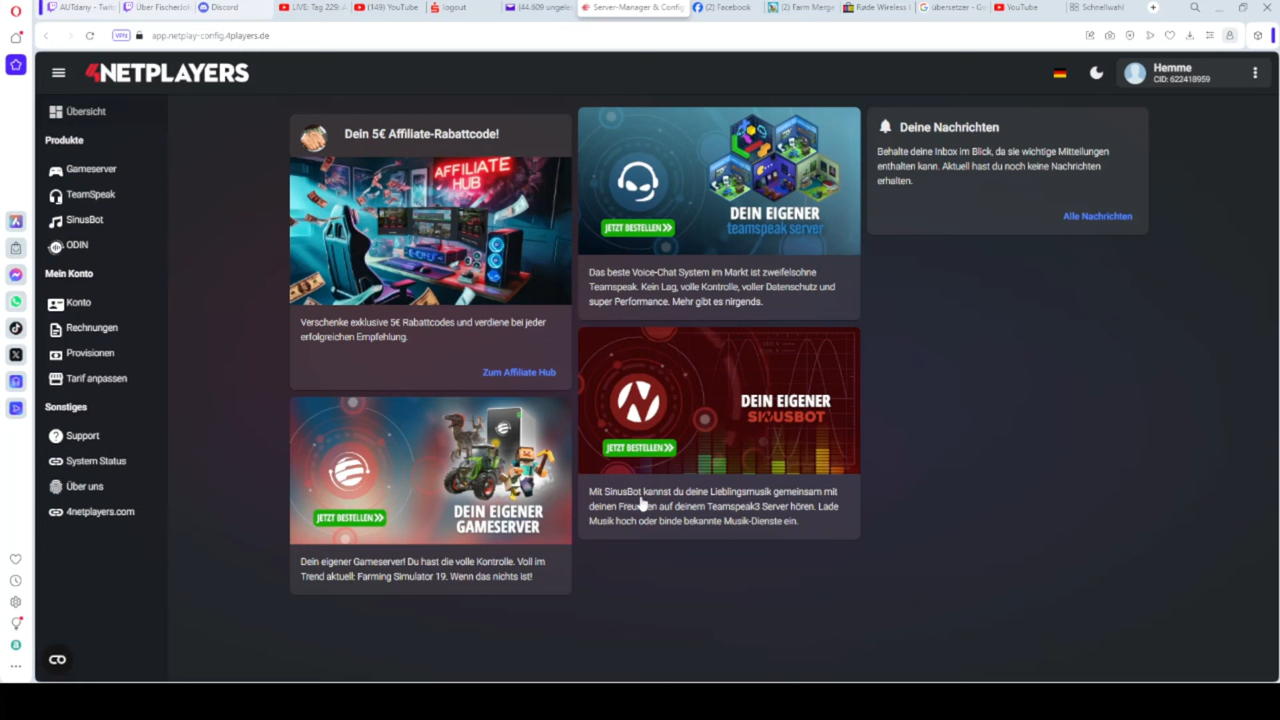 AUTdany - Twit
Über FischerJol
Discord
LIVE: Tag 229: A
(149) YouTube
logout
(44.609 ungele
Server-Manager & Config
(2) Facebook
(2) Farm Merge
Røde Wireless
übersetzer - Go
YouTube
Schnellwahl
VPN
app.netplay-config.4players.de
4NETPLAYERS
Hemme
CID: 622418959
Übersicht
Produkte
Gameserver
TeamSpeak
SinusBot
ODIN
Mein Konto
Konto
Rechnungen
Provisionen
Tarif anpassen
Sonstiges
Support
System Status
Über uns
4netplayers.com
Dein 5€ Affiliate-Rabattcode!
AFFILIATE
HUB
Verschenke exklusive 5€ Rabattcodes und verdiene bei jeder
erfolgreichen Empfehlung.
Zum Affiliate Hub
JETZT BESTELLEN
DEIN EIGENER
GAMESERVER
Dein eigener Gameserver! Du hast die volle Kontrolle. Voll im
Trend aktuell: Farming Simulator 19. Wenn das nichts ist!
JETZT BESTELLEN
DEIN EIGENER
teamspeak server
Das beste Voice-Chat System im Markt ist zweifelsohne
Teamspeak. Kein Lag, volle Kontrolle, voller Datenschutz und
super Performance. Mehr gibt es nirgends.
JETZT BESTELLEN
DEIN EIGENER
SINUSBOT
Mit SinusBot kannst du deine Lieblingsmusik gemeinsam mit
deinen Freunden auf deinem Teamspeak3 Server hören. Lade
Musik hoch oder binde bekannte Musik-Dienste ein.
Deine Nachrichten
Behalte deine Inbox im Blick, da sie wichtige Mitteilungen
enthalten kann. Aktuell hast du noch keine Nachrichten
erhalten.
Alle Nachrichten